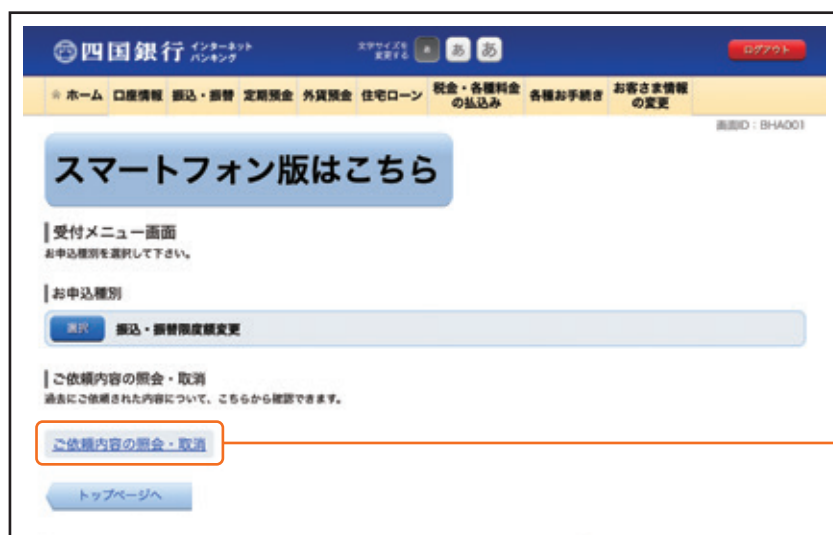 四国銀行 インターネット
バンキング
文字サイズを
変更する
あ あ
ログアウト
ホーム 口座情報 振込・振替 定期預金 外貨預金 住宅ローン 税金・各種料金
の払込み 各種お手続き お客さま情報
の変更
画面ID：BHA001
スマートフォン版はこちら
受付メニュー画面
お申込種別を選択して下さい。
お申込種別
選択 振込・振替限度額変更
ご依頼内容の照会・取消
過去にご依頼された内容について、こちらから確認できます。
ご依頼内容の照会・取消
トップページへ